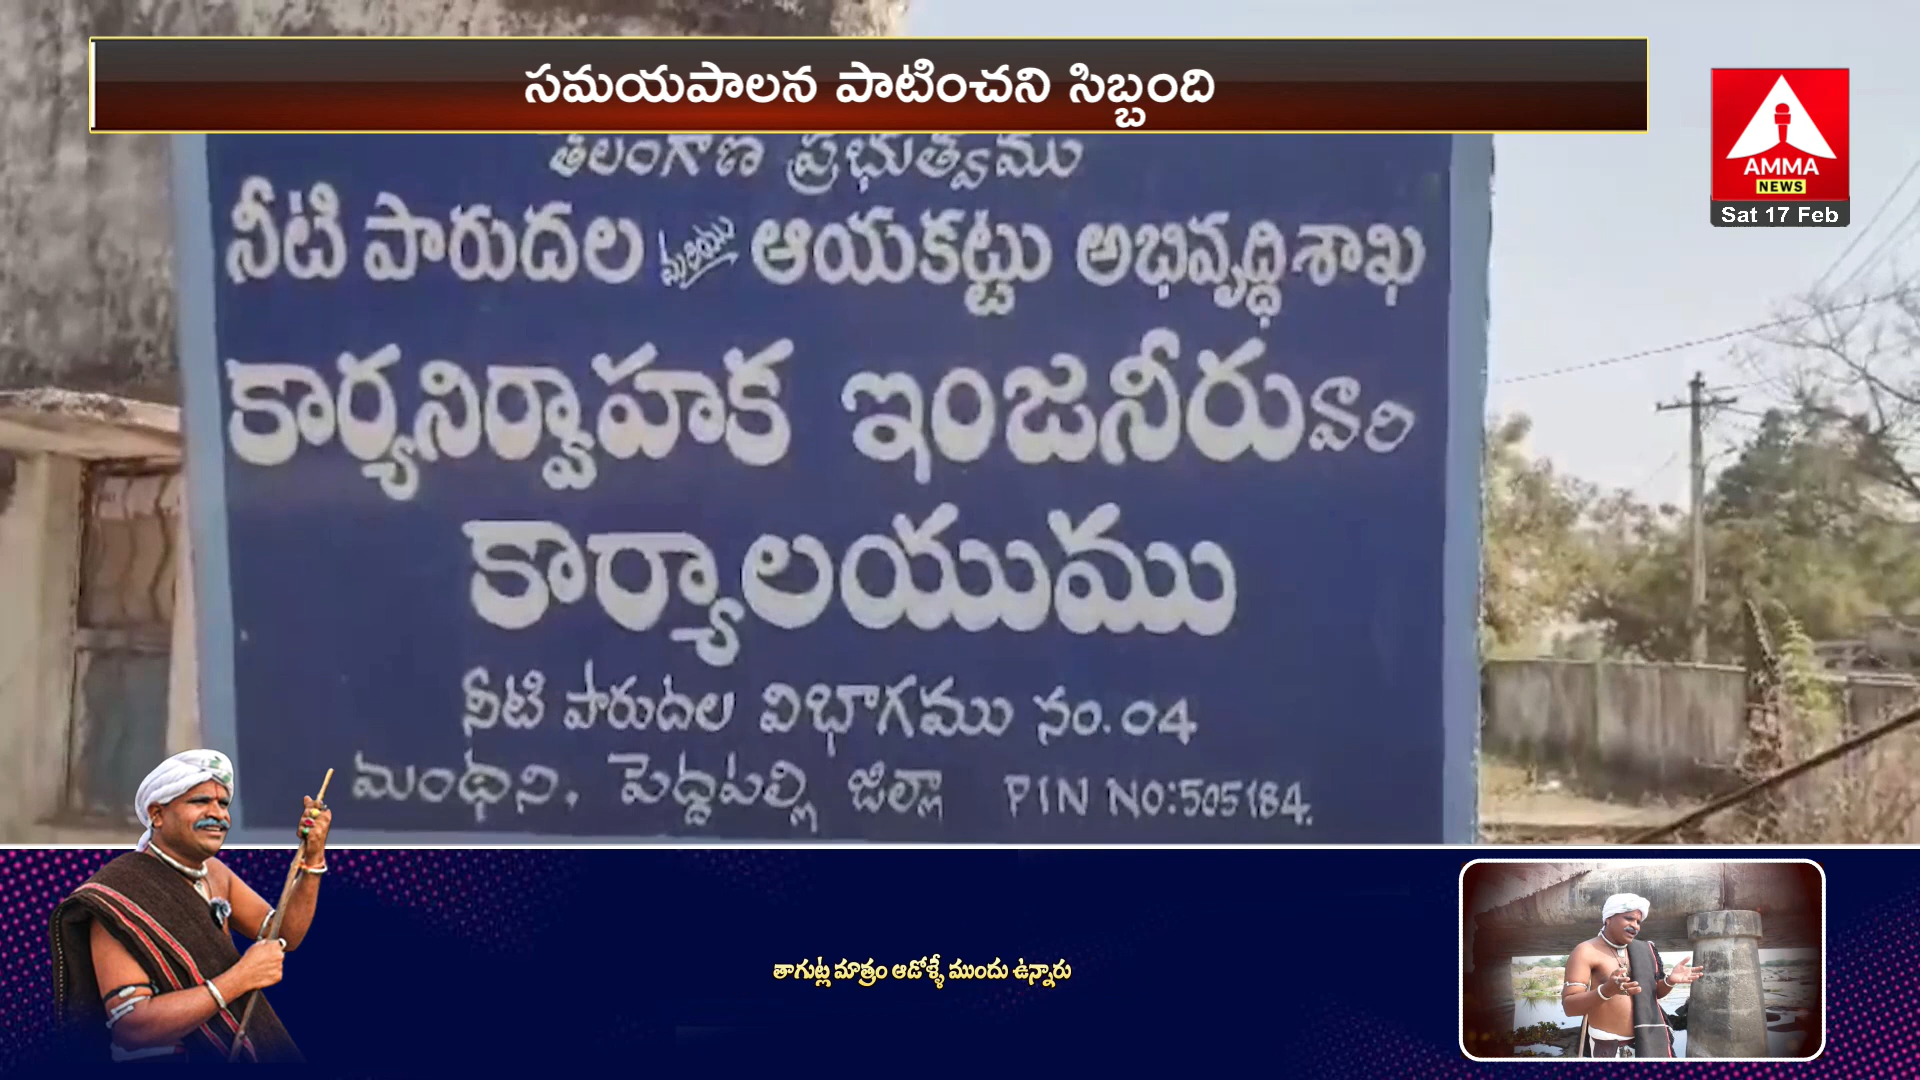 సమయపాలన పాటించని సిబ్బంది
AMMA
NEWS
Sat 17 Feb
తెలంగాణ ప్రభుత్వము
నీటి పారుదల మరియు ఆయకట్టు అభివృద్ధి శాఖ
కార్యనిర్వాహక ఇంజనీరు వారి
కార్యాలయుము
నీటి పారుదల విభాగము నం.04
మంథని, పెద్దపల్లి జిల్లా PIN NO:505184.
తాగుట్ల మాత్రం ఆడోళ్ళే ముందు ఉన్నారు